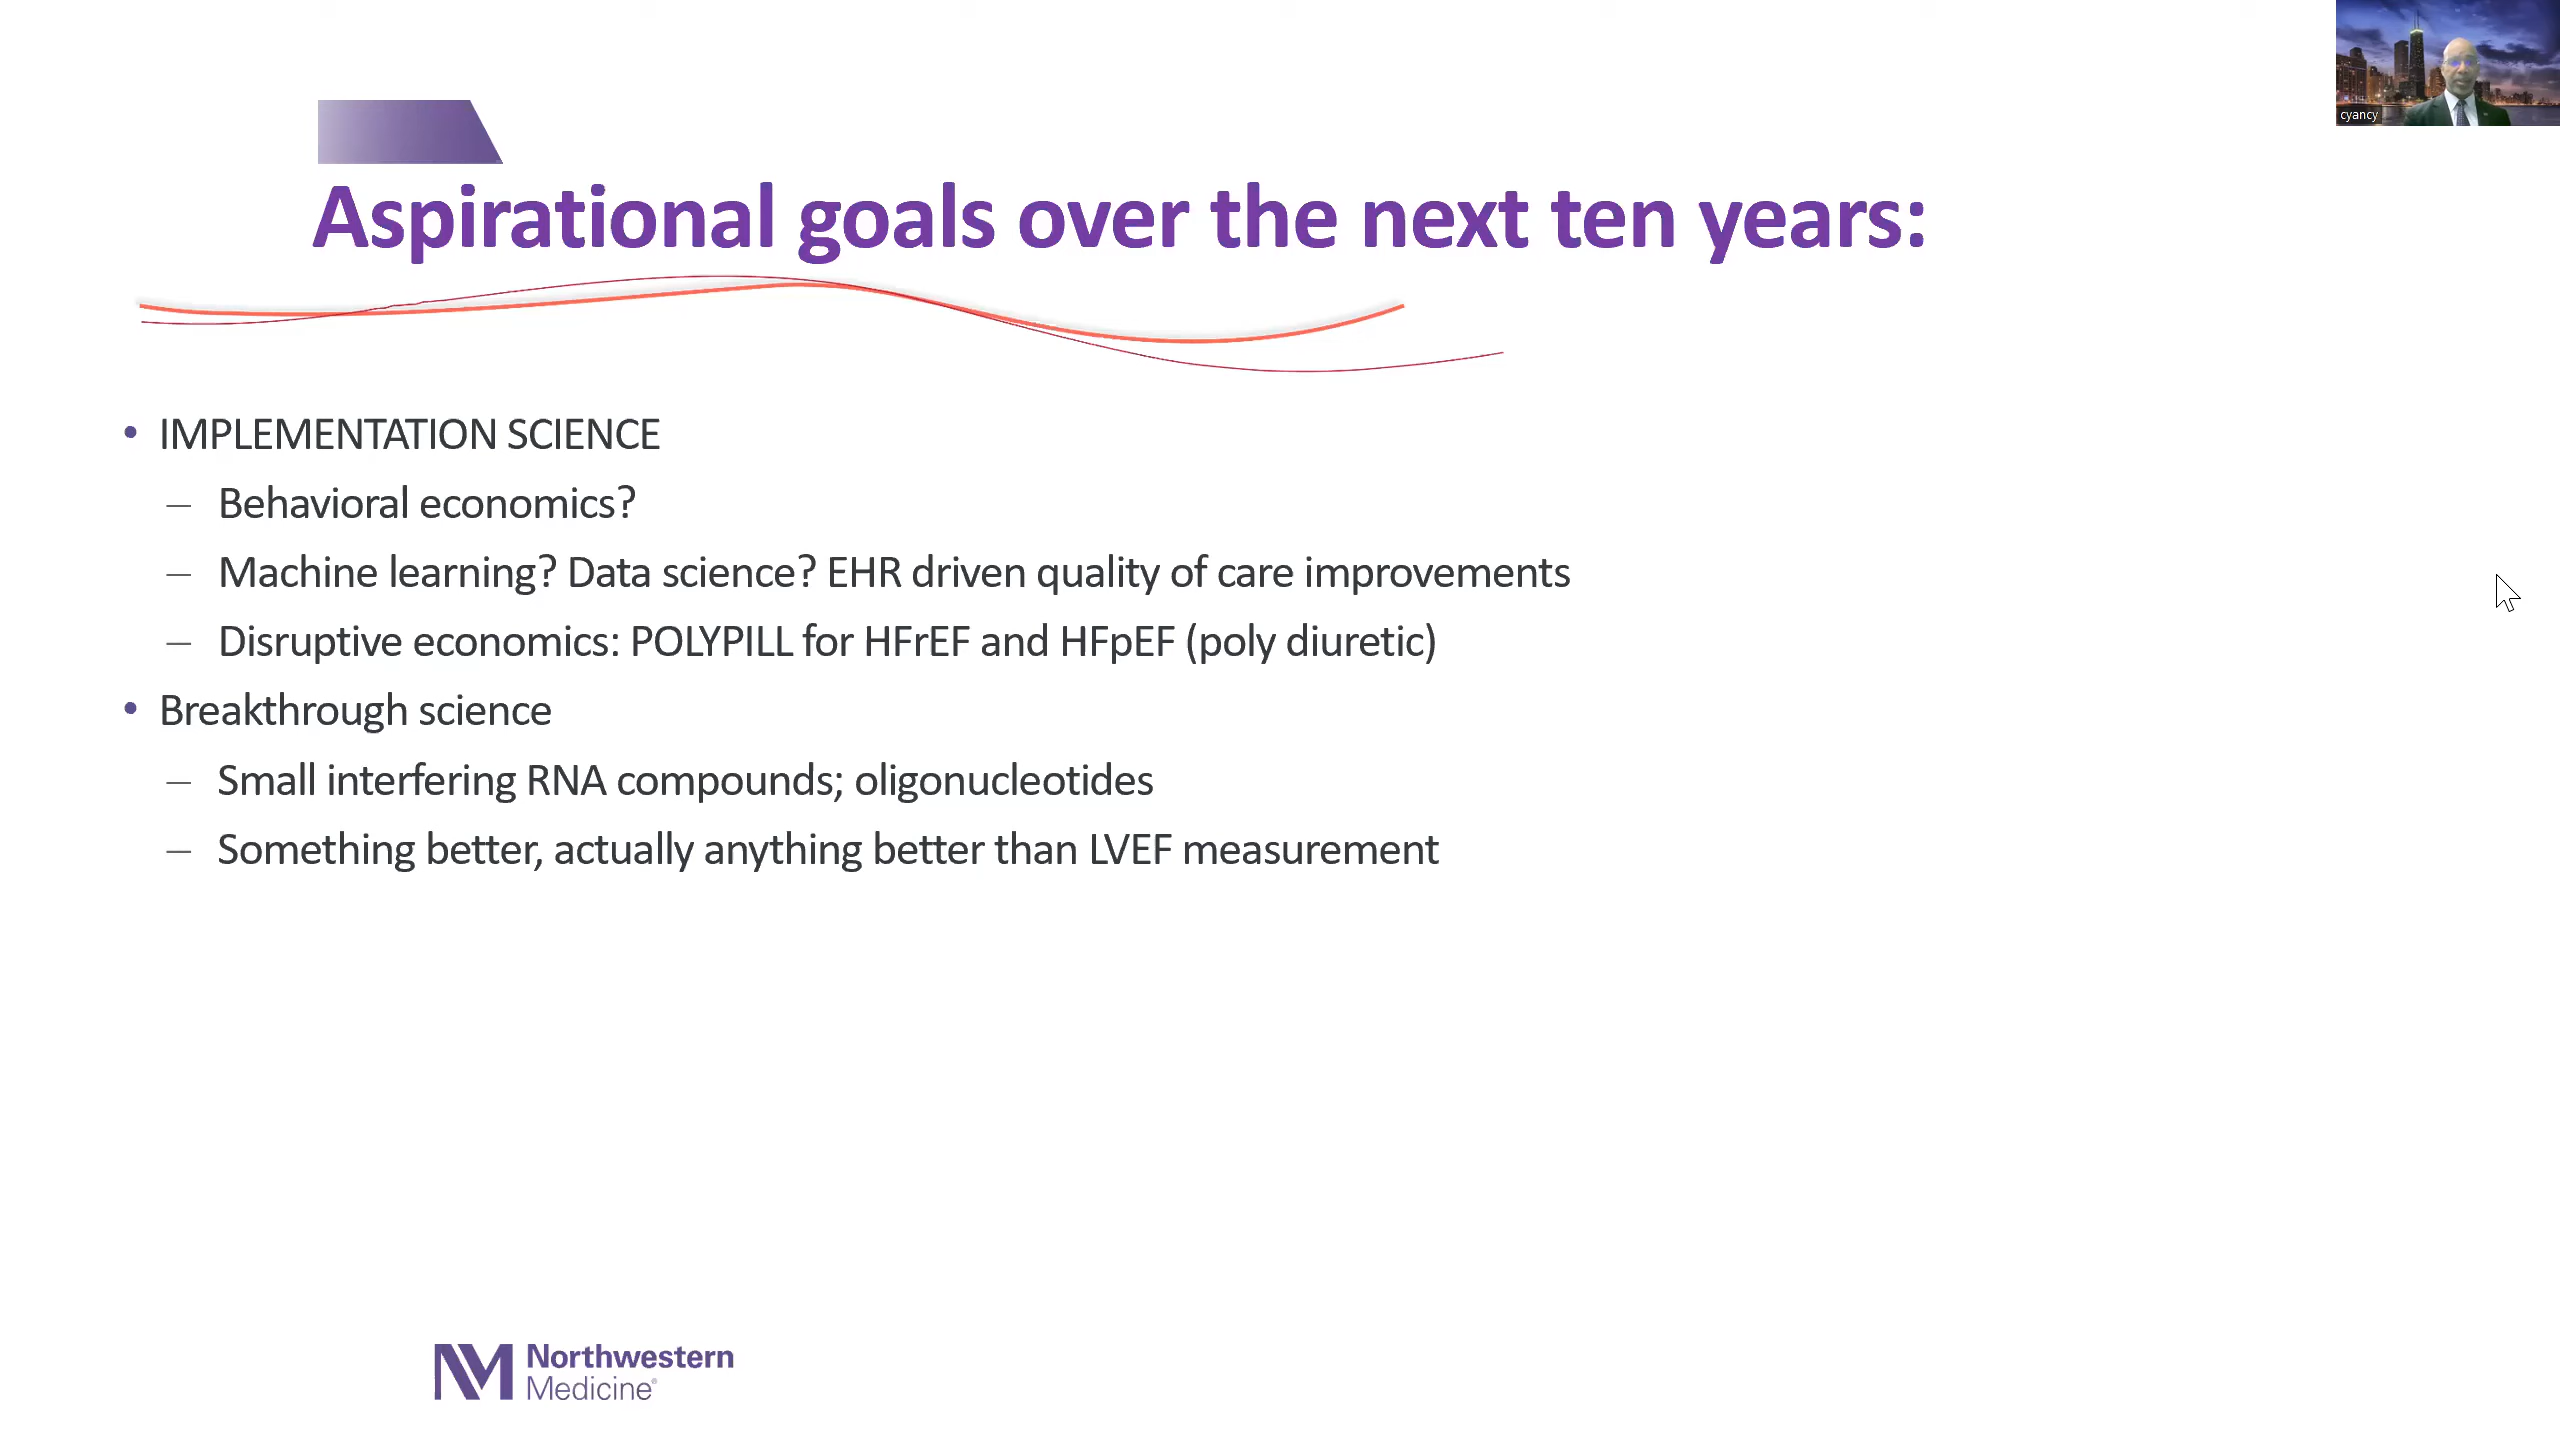 cyancy
Aspirational goals over the next ten years:
• IMPLEMENTATION SCIENCE
– Behavioral economics?
– Machine learning? Data science? EHR driven quality of care improvements
– Disruptive economics: POLYPILL for HFrEF and HFpEF (poly diuretic)
• Breakthrough science
– Small interfering RNA compounds; oligonucleotides
– Something better, actually anything better than LVEF measurement
NM Northwestern
Medicine®